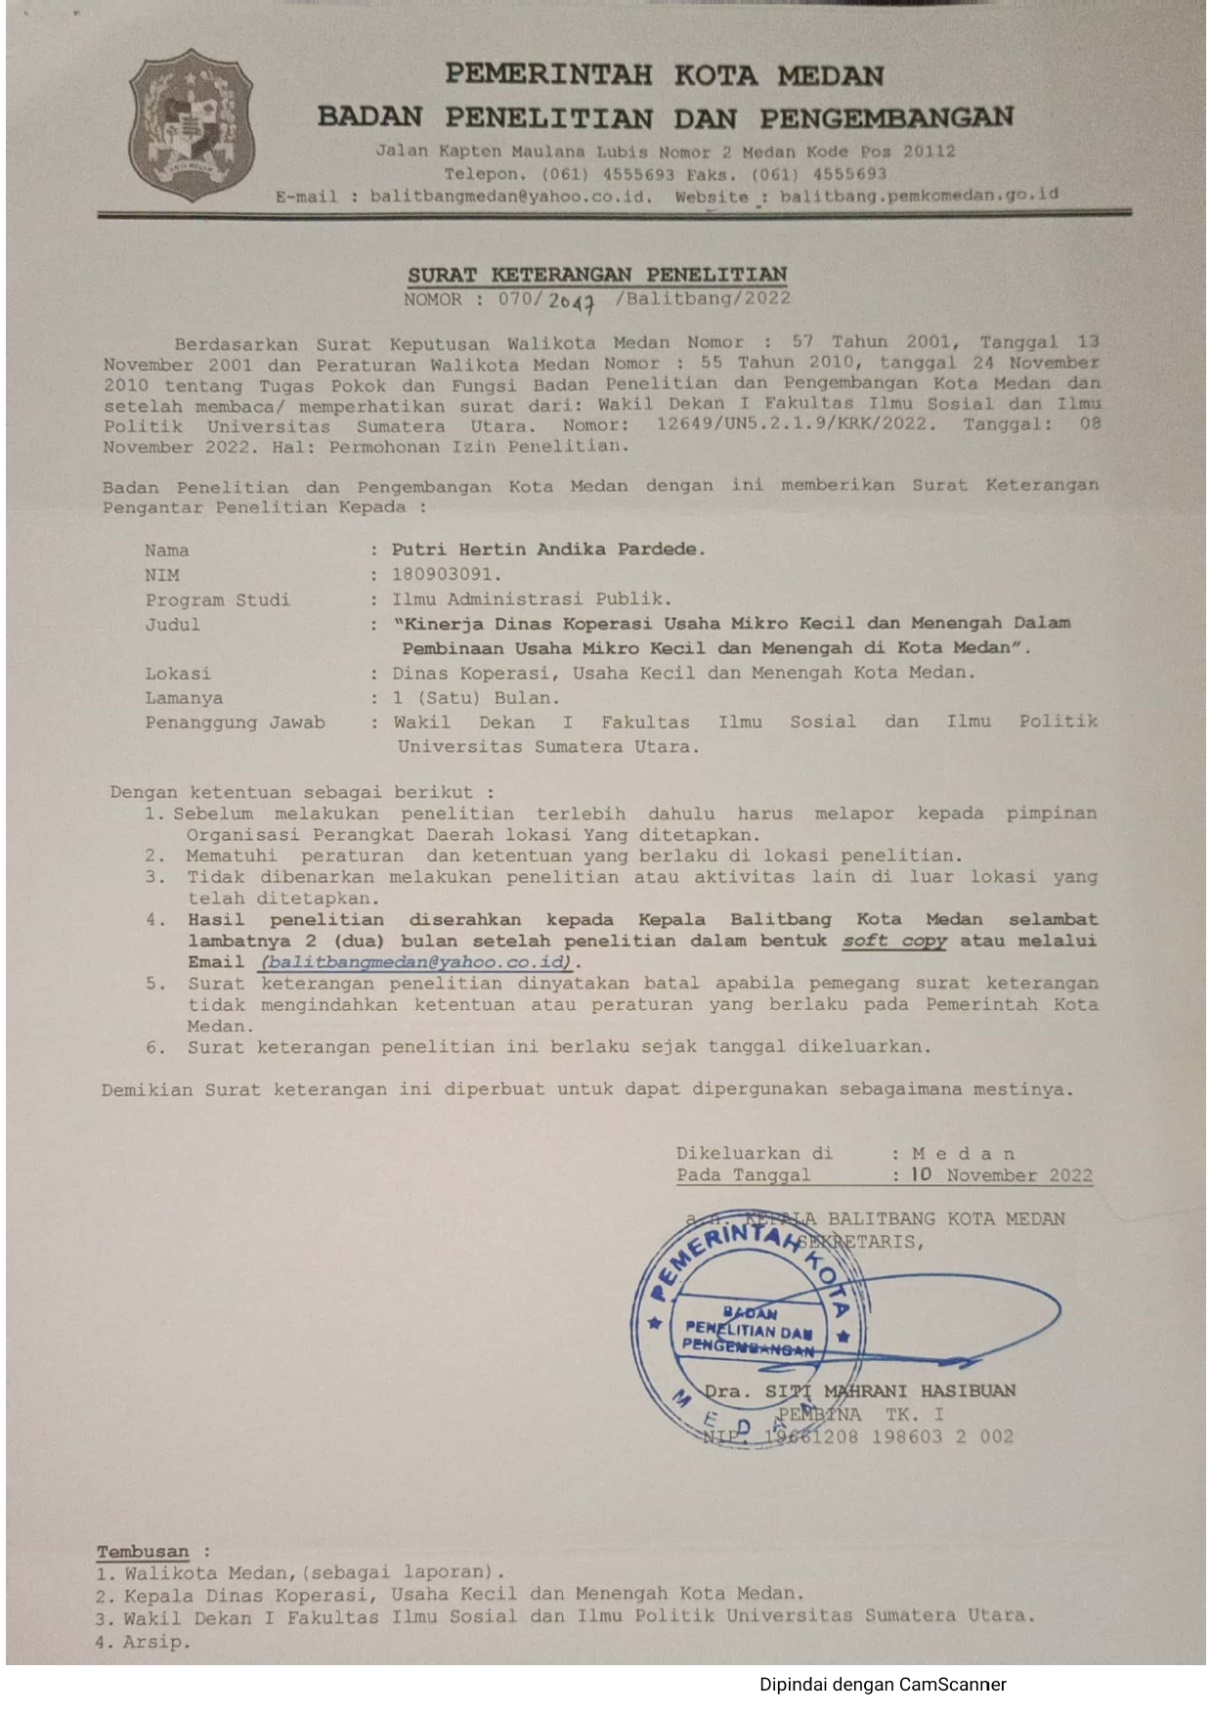 PEMERINTAH KOTA MEDAN
BADAN PENELITIAN DAN PENGEMBANGAN
Jalan Kapten Maulana Lubis Nomor 2 Medan Kode Pos 20112
Telepon. (061) 4555693 Faks. (061) 4555693
E-mail : balitbangmedan@yahoo.co.id. Website : balitbang.pemkomedan.go.id
SURAT KETERANGAN PENELITIAN
NOMOR : 070/2047 /Balitbang/2022
Berdasarkan Surat Keputusan Walikota Medan Nomor : 57 Tahun 2001, Tanggal 13
November 2001 dan Peraturan Walikota Medan Nomor : 55 Tahun 2010, tanggal 24 November
2010 tentang Tugas Pokok dan Fungsi Badan Penelitian dan Pengembangan Kota Medan dan
setelah membaca/ memperhatikan surat dari: Wakil Dekan I Fakultas Ilmu Sosial dan Ilmu
Politik Universitas Sumatera Utara. Nomor: 12649/UN5.2.1.9/KRK/2022. Tanggal: 08
November 2022. Hal: Permohonan Izin Penelitian.
Badan Penelitian dan Pengembangan Kota Medan dengan ini memberikan Surat Keterangan
Pengantar Penelitian Kepada :
Nama : Putri Hertin Andika Pardede.
NIM : 180903091.
Program Studi : Ilmu Administrasi Publik.
Judul : "Kinerja Dinas Koperasi Usaha Mikro Kecil dan Menengah Dalam
Pembinaan Usaha Mikro Kecil dan Menengah di Kota Medan".
Lokasi : Dinas Koperasi, Usaha Kecil dan Menengah Kota Medan.
Lamanya : 1 (Satu) Bulan.
Penanggung Jawab : Wakil Dekan I Fakultas Ilmu Sosial dan Ilmu Politik
Universitas Sumatera Utara.
Dengan ketentuan sebagai berikut :
1. Sebelum melakukan penelitian terlebih dahulu harus melapor kepada pimpinan
Organisasi Perangkat Daerah lokasi Yang ditetapkan.
2. Mematuhi peraturan dan ketentuan yang berlaku di lokasi penelitian.
3. Tidak dibenarkan melakukan penelitian atau aktivitas lain di luar lokasi yang
telah ditetapkan.
4. Hasil penelitian diserahkan kepada Kepala Balitbang Kota Medan selambat
lambatnya 2 (dua) bulan setelah penelitian dalam bentuk soft copy atau melalui
Email (balitbangmedan@yahoo.co.id).
5. Surat keterangan penelitian dinyatakan batal apabila pemegang surat keterangan
tidak mengindahkan ketentuan atau peraturan yang berlaku pada Pemerintah Kota
Medan.
6. Surat keterangan penelitian ini berlaku sejak tanggal dikeluarkan.
Demikian Surat keterangan ini diperbuat untuk dapat dipergunakan sebagaimana mestinya.
Dikeluarkan di : M e d a n
Pada Tanggal : 10 November 2022
a.n. KEPALA BALITBANG KOTA MEDAN
SEKRETARIS,
PEMERINTAH KOTA
BADAN
PENELITIAN DAN
PENGEMBANGAN
MEDAN
Dra. SITI MAHRANI HASIBUAN
PEMBINA TK. I
NIP. 19661208 198603 2 002
Tembusan :
1. Walikota Medan,(sebagai laporan).
2. Kepala Dinas Koperasi, Usaha Kecil dan Menengah Kota Medan.
3. Wakil Dekan I Fakultas Ilmu Sosial dan Ilmu Politik Universitas Sumatera Utara.
4. Arsip.
Dipindai dengan CamScanner